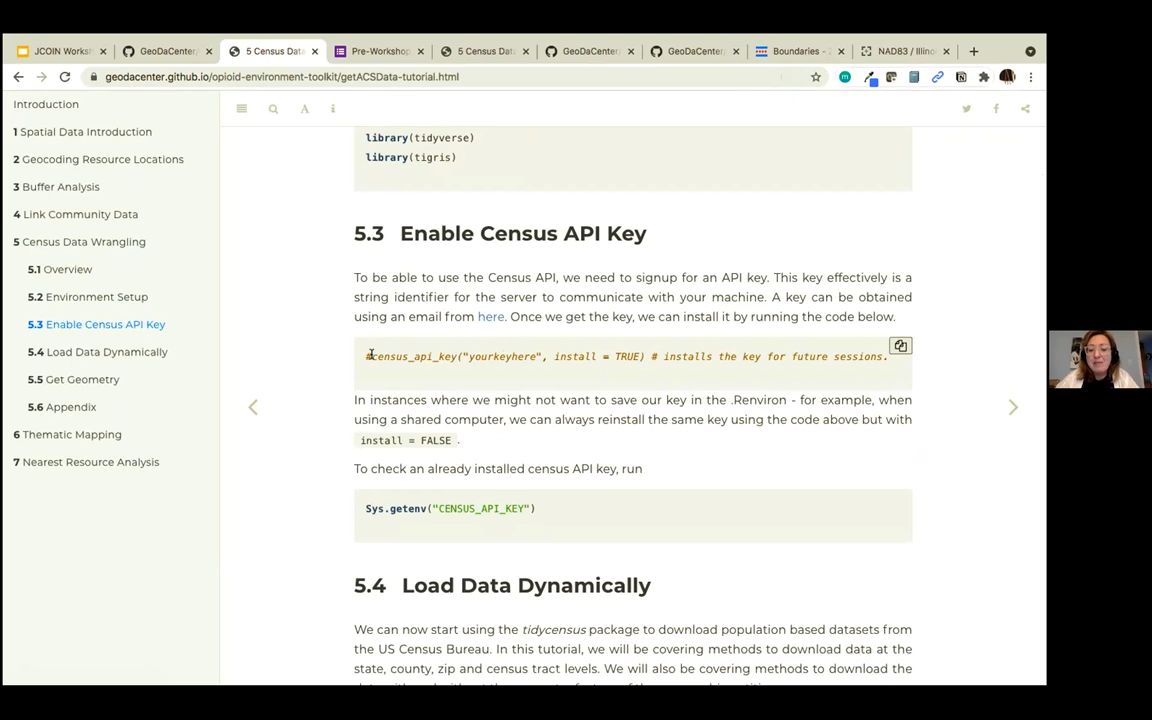 JCOIN Works
GeoDaCenter/
5 Census Data
Pre-Workshop
5 Census Data
GeoDaCenter
GeoDaCenter
Boundaries -
NAD83 / Illino
geodacenter.github.io/opioid-environment-toolkit/getACSData-tutorial.html
Introduction
1 Spatial Data Introduction
2 Geocoding Resource Locations
3 Buffer Analysis
4 Link Community Data
5 Census Data Wrangling
5.1 Overview
5.2 Environment Setup
5.3 Enable Census API Key
5.4 Load Data Dynamically
5.5 Get Geometry
5.6 Appendix
6 Thematic Mapping
7 Nearest Resource Analysis
library(tidyverse)
library(tigris)
5.3 Enable Census API Key
To be able to use the Census API, we need to signup for an API key. This key effectively is a
string identifier for the server to communicate with your machine. A key can be obtained
using an email from here. Once we get the key, we can install it by running the code below.
#census_api_key("yourkeyhere", install = TRUE) # installs the key for future sessions.
In instances where we might not want to save our key in the .Renviron - for example, when
using a shared computer, we can always reinstall the same key using the code above but with
install = FALSE .
To check an already installed census API key, run
Sys.getenv("CENSUS_API_KEY")
5.4 Load Data Dynamically
We can now start using the tidycensus package to download population based datasets from
the US Census Bureau. In this tutorial, we will be covering methods to download data at the
state, county, zip and census tract levels. We will also be covering methods to download the